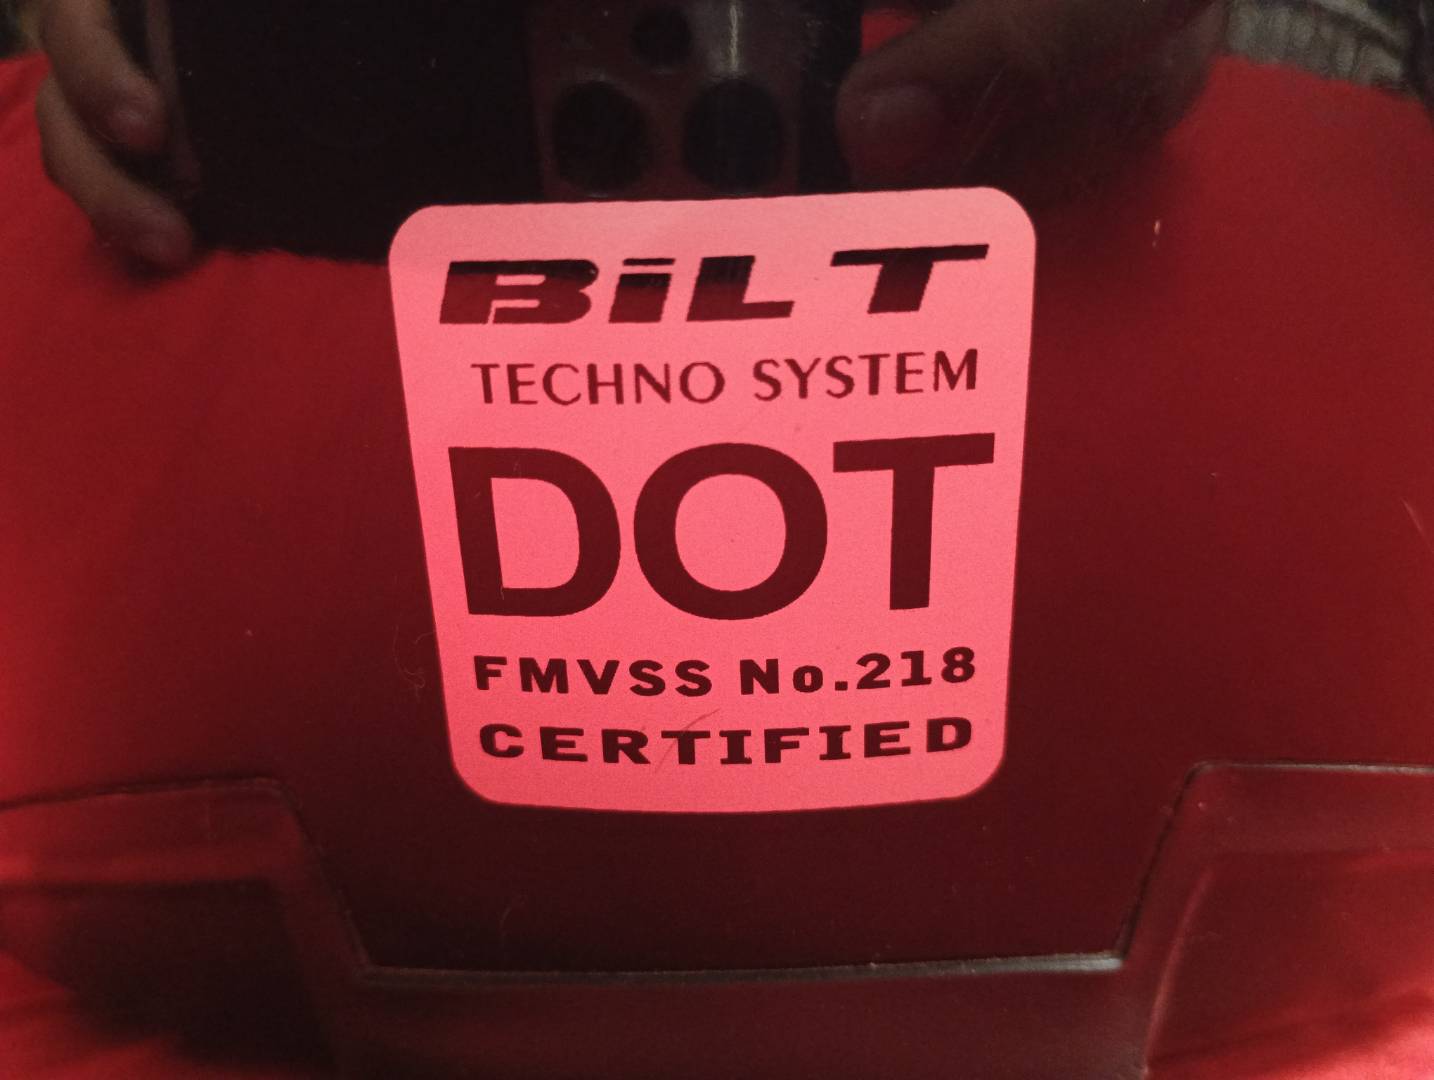 BiLT
TECHNO SYSTEM
DOT
FMVSS No.218
CERTIFIED